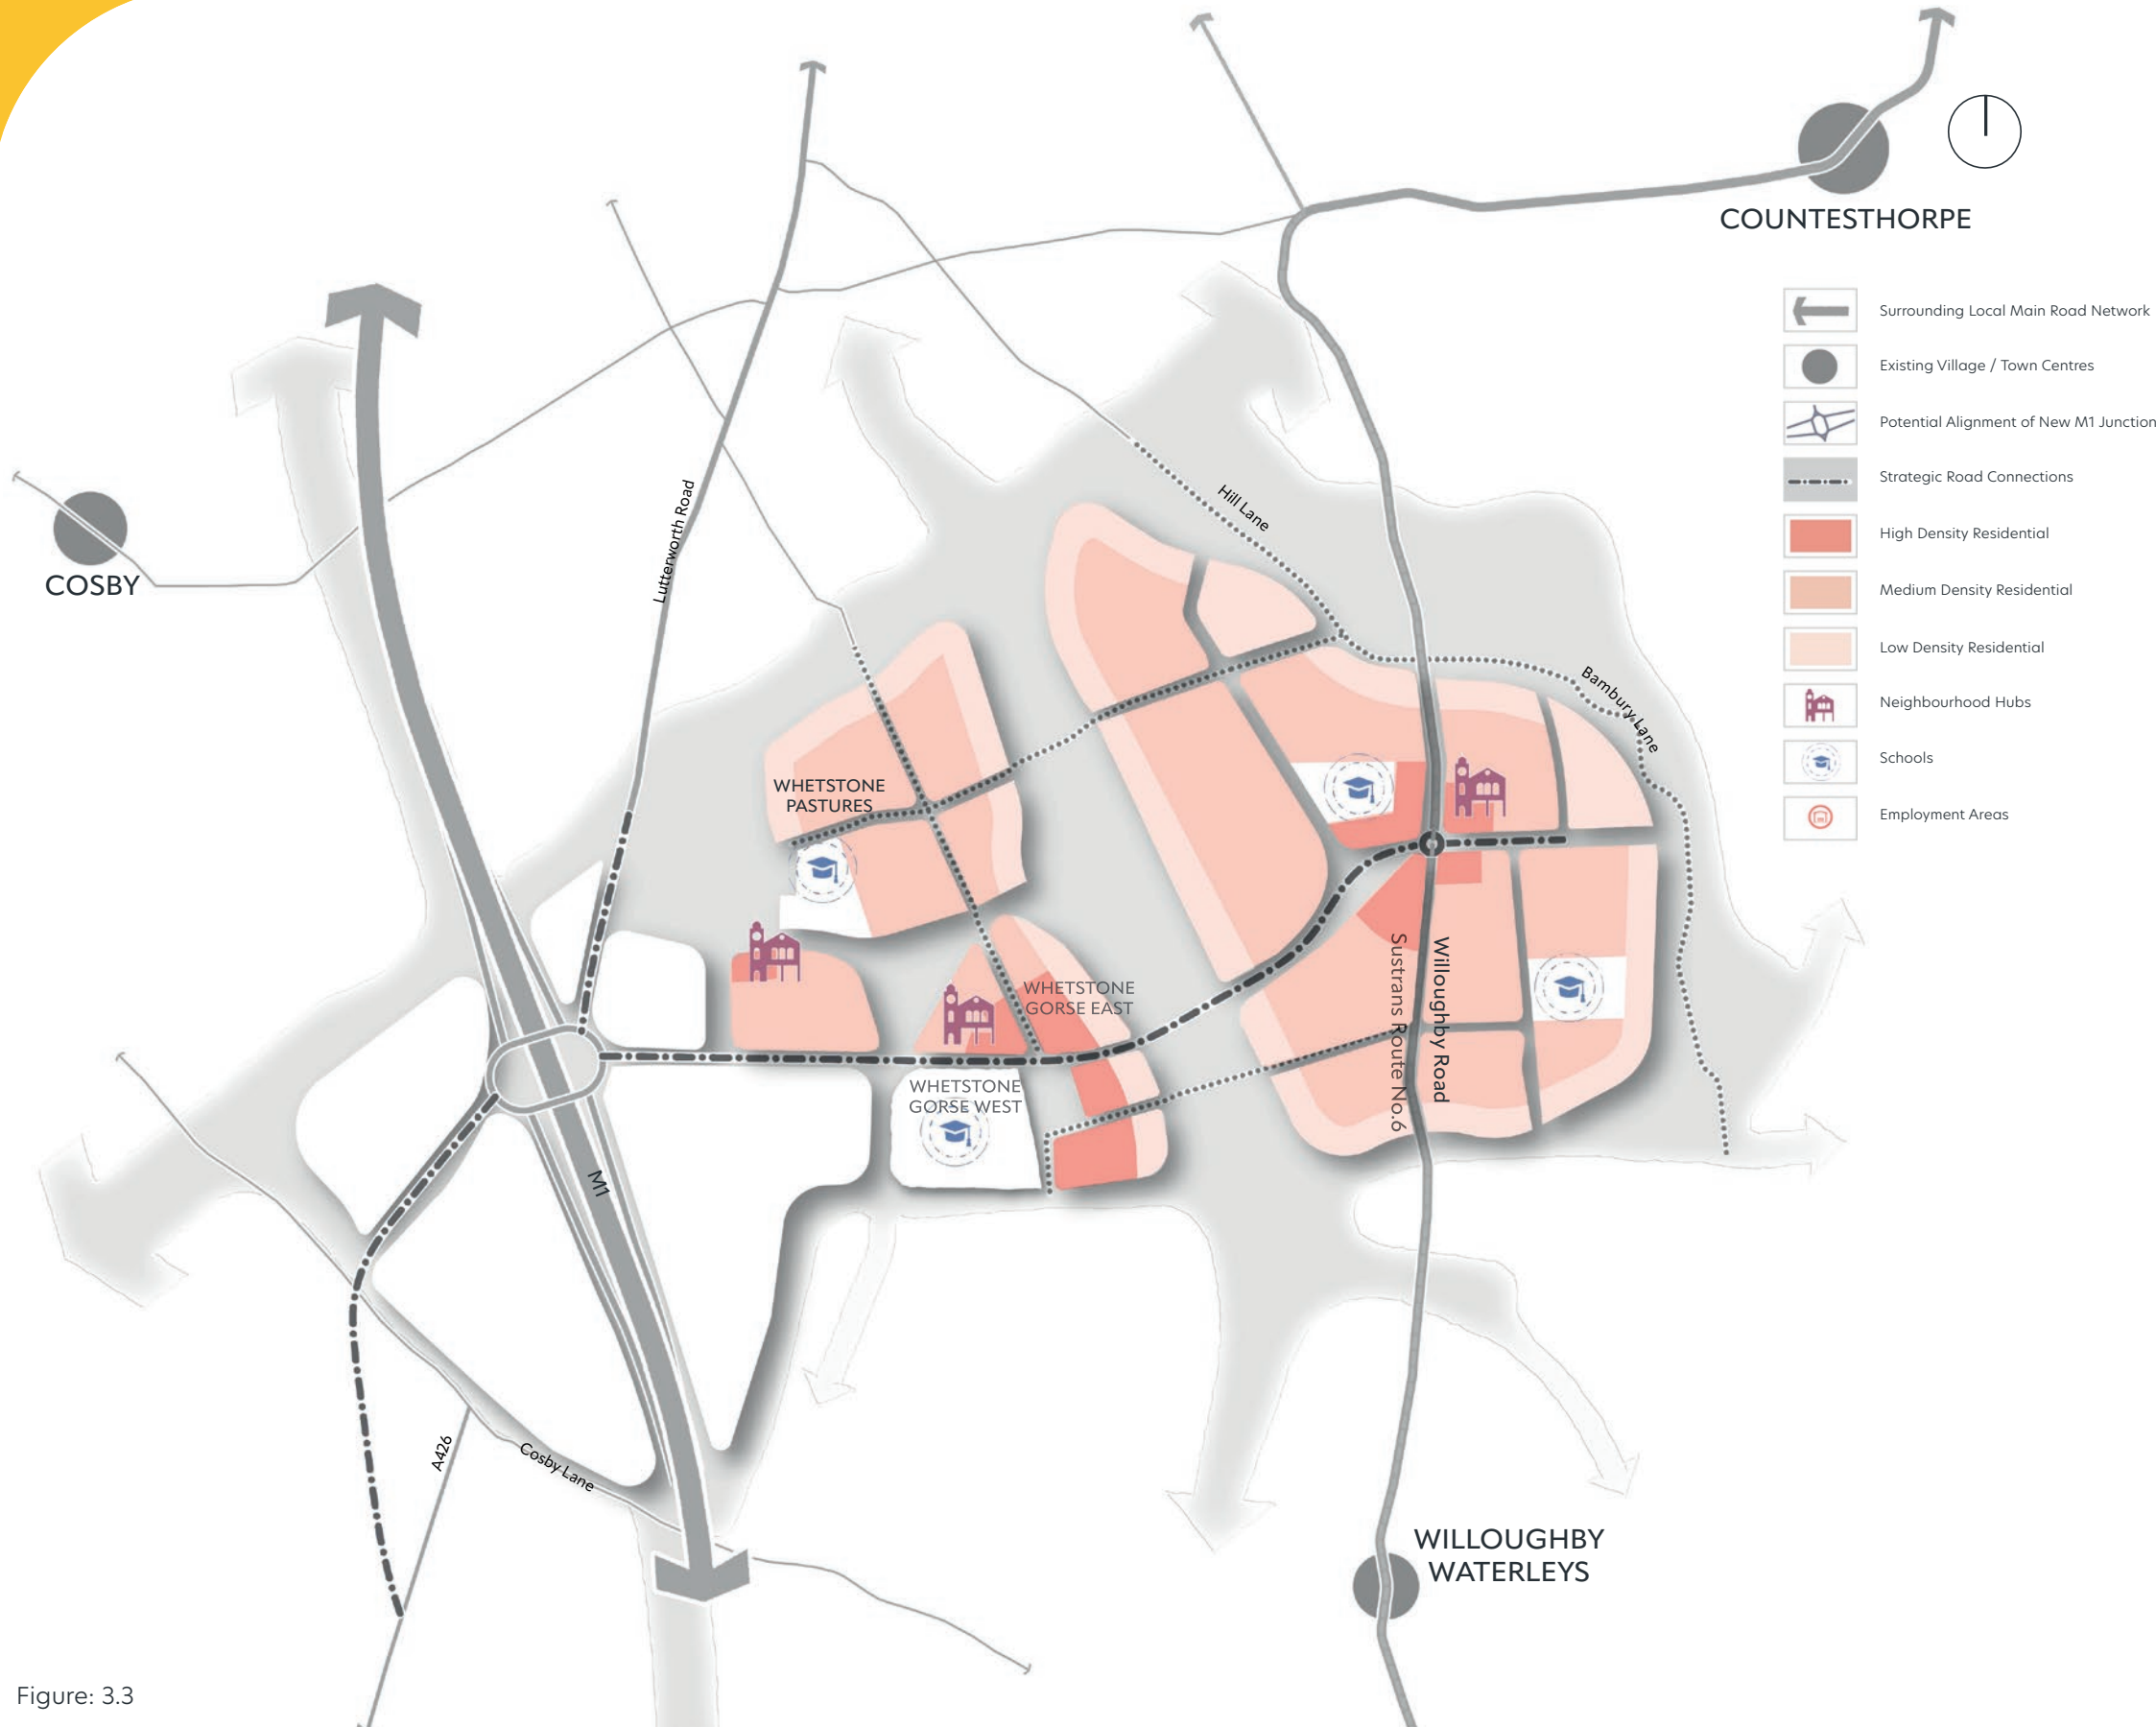 COUNTESTHORPE
Surrounding Local Main Road Network
Existing Village / Town Centres
Potential Alignment of New M1 Junction
Strategic Road Connections
High Density Residential
Medium Density Residential
Low Density Residential
Neighbourhood Hubs
Schools
Employment Areas
COSBY
Lutterworth Road
Hill Lane
Bambury Lane
WHETSTONE
PASTURES
WHETSTONE
GORSE EAST
WHETSTONE
GORSE WEST
Sustrans Route No.6
Willoughby Road
M1
A426
Cosby Lane
WILLOUGHBY
WATERLEYS
Figure: 3.3